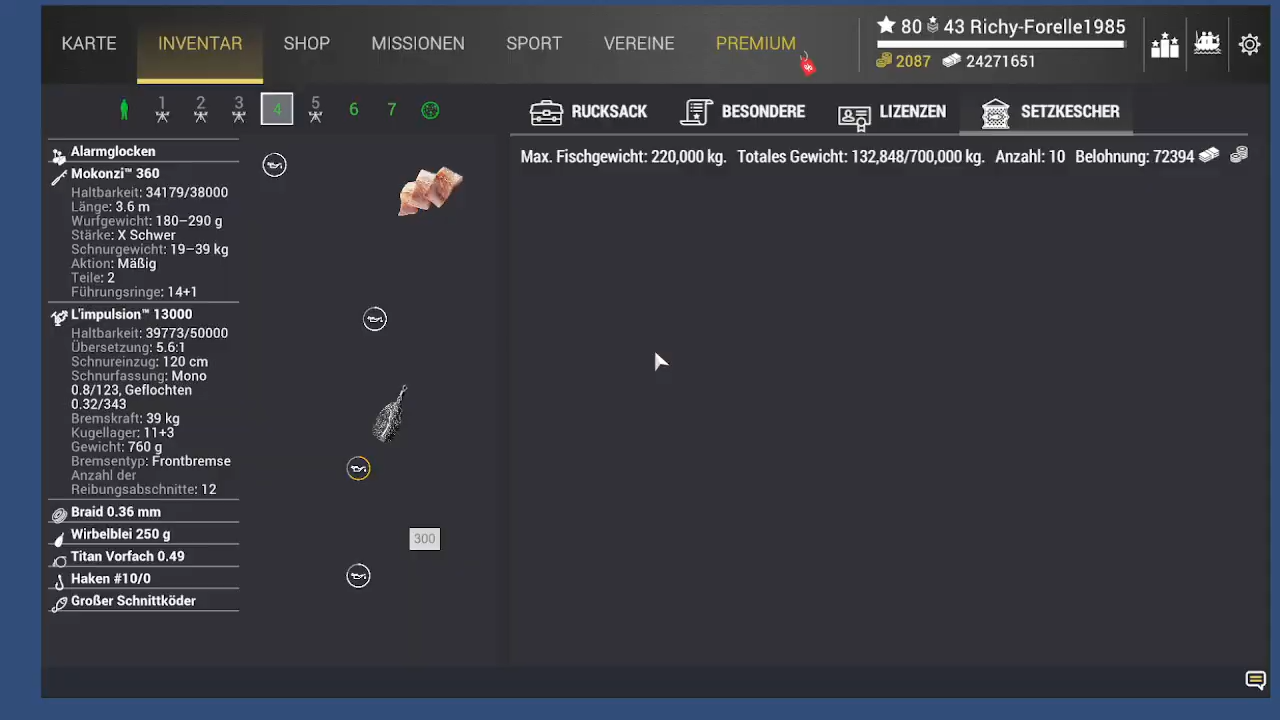 KARTE INVENTAR SHOP MISSIONEN SPORT VEREINE PREMIUM
80 43 Richy-Forelle1985
2087 24271651
1 2 3 4 5 6 7
RUCKSACK BESONDERE LIZENZEN SETZKESCHER
Max. Fischgewicht: 220,000 kg. Totales Gewicht: 132,848/700,000 kg. Anzahl: 10 Belohnung: 72394
Alarmglocken
Mokonzi™ 360
Haltbarkeit: 34179/38000
Länge: 3.6 m
Wurfgewicht: 180–290 g
Stärke: X Schwer
Schnurgewicht: 19–39 kg
Aktion: Mäßig
Teile: 2
Führungsringe: 14+1
L'impulsion™ 13000
Haltbarkeit: 39773/50000
Übersetzung: 5.6:1
Schnureinzug: 120 cm
Schnurfassung: Mono
0.8/123, Geflochten
0.32/343
Bremskraft: 39 kg
Kugellager: 11+3
Gewicht: 760 g
Bremsentyp: Frontbremse
Anzahl der
Reibungsabschnitte: 12
Braid 0.36 mm
Wirbelblei 250 g
Titan Vorfach 0.49
Haken #10/0
Großer Schnittköder
300